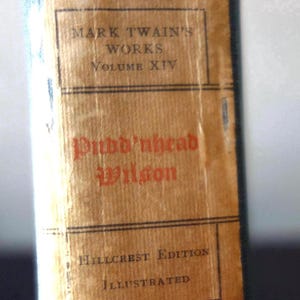 MARK TWAIN'S
WORKS
VOLUME XIV
Pudd'nhead
Wilson
HILLCREST EDITION
ILLUSTRATED